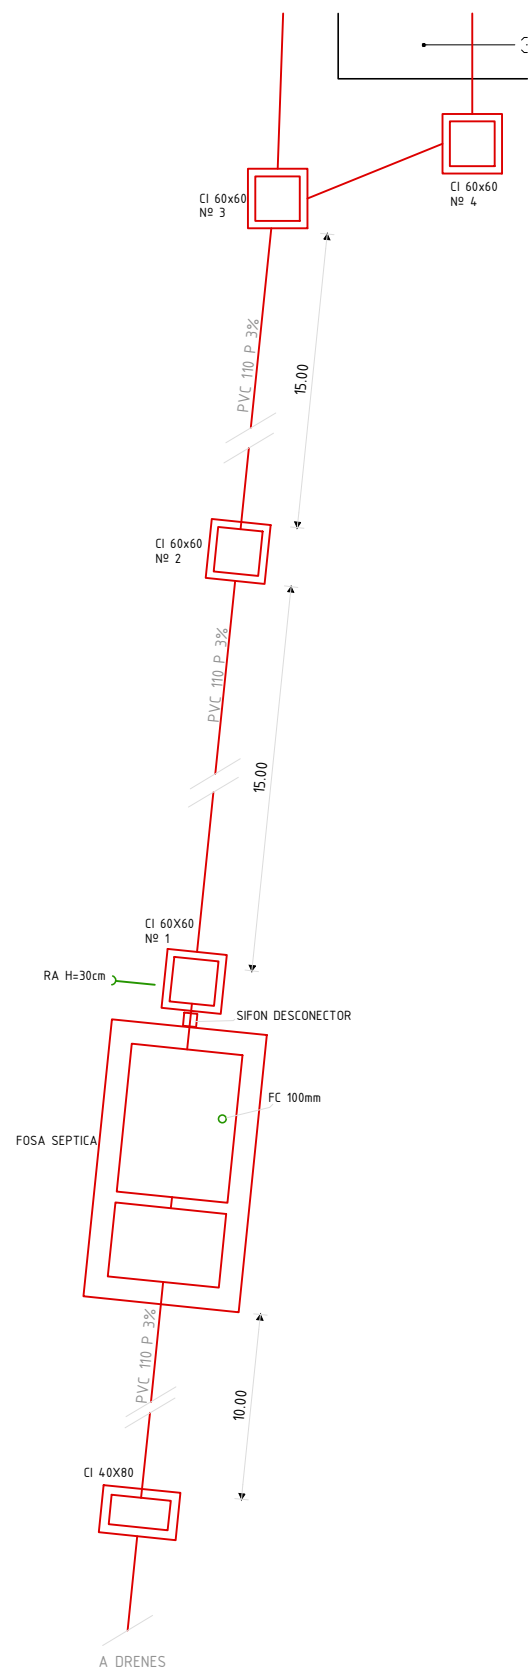 CI 60x60
Nº 4
CI 60x60
Nº 3
PVC 110 P 3%
15.00
CI 60x60
Nº 2
PVC 110 P 3%
15.00
CI 60X60
Nº 1
RA H=30cm
SIFON DESCONECTOR
FC 100mm
FOSA SEPTICA
PVC 110 P 3%
10.00
CI 40X80
A DRENES